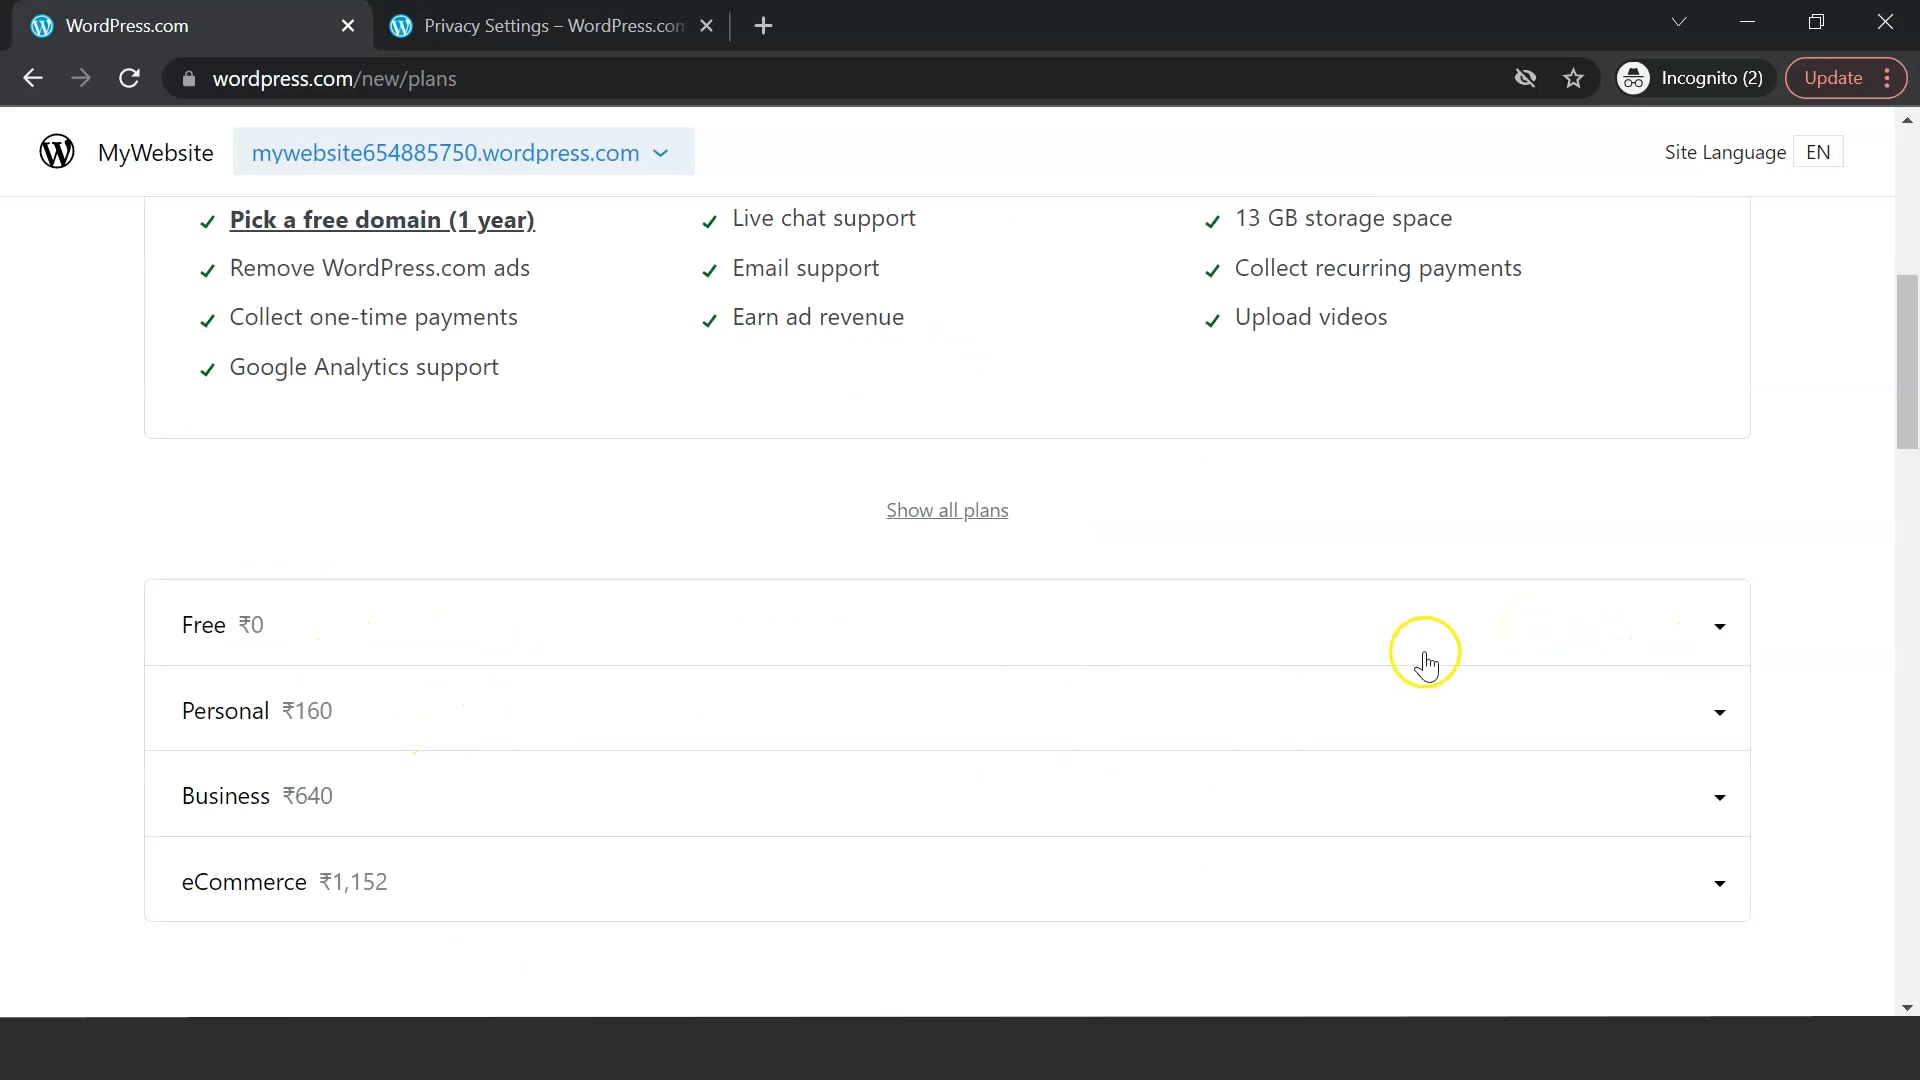 WordPress.com
Privacy Settings – WordPress.com
wordpress.com/new/plans
Incognito (2)
Update
MyWebsite
mywebsite654885750.wordpress.com
Site Language
EN
Pick a free domain (1 year)
Live chat support
13 GB storage space
Remove WordPress.com ads
Email support
Collect recurring payments
Collect one-time payments
Earn ad revenue
Upload videos
Google Analytics support
Show all plans
Free ₹0
Personal ₹160
Business ₹640
eCommerce ₹1,152